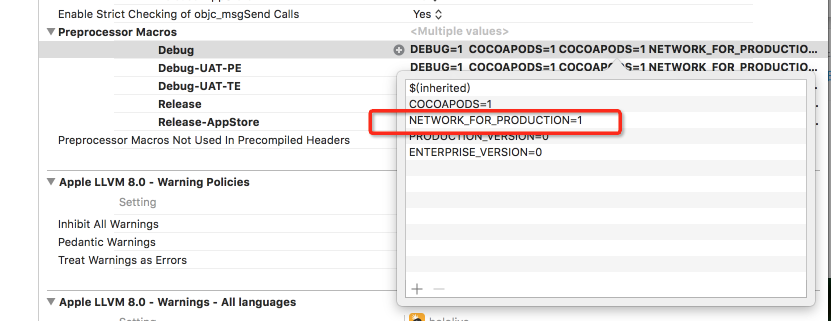 Enable Strict Checking of objc_msgSend Calls Yes
Preprocessor Macros <Multiple values>
Debug DEBUG=1 COCOAPODS=1 COCOAPODS=1 NETWORK_FOR_PRODUCTIO...
Debug-UAT-PE DEBUG=1 COCOAPODS=1 COCOAPODS=1 NETWORK_FOR_PRODUCTIO...
Debug-UAT-TE
Release
Release-AppStore
Preprocessor Macros Not Used In Precompiled Headers
$(inherited)
COCOAPODS=1
NETWORK_FOR_PRODUCTION=1
PRODUCTION_VERSION=0
ENTERPRISE_VERSION=0
Apple LLVM 8.0 - Warning Policies
Setting
Inhibit All Warnings
Pedantic Warnings
Treat Warnings as Errors
Apple LLVM 8.0 - Warnings - All languages